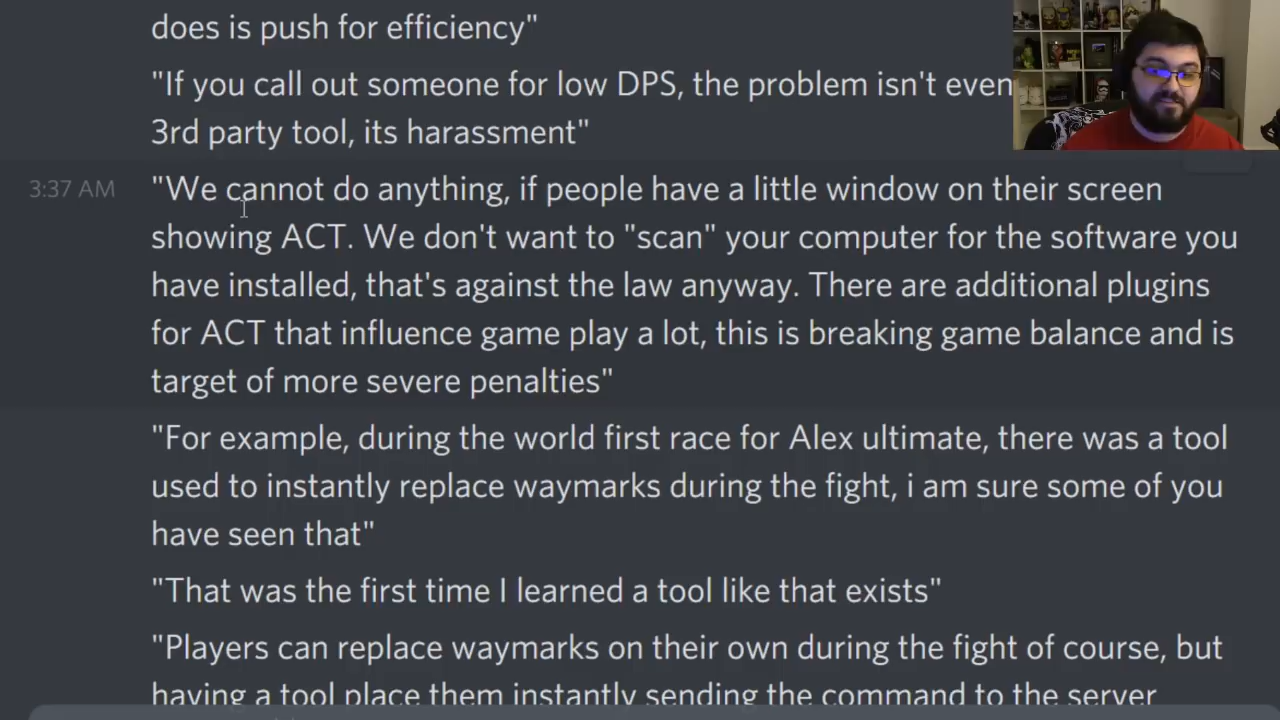 does is push for efficiency"
"If you call out someone for low DPS, the problem isn't even
3rd party tool, its harassment"
3:37 AM
"We cannot do anything, if people have a little window on their screen
showing ACT. We don't want to "scan" your computer for the software you
have installed, that's against the law anyway. There are additional plugins
for ACT that influence game play a lot, this is breaking game balance and is
target of more severe penalties"
"For example, during the world first race for Alex ultimate, there was a tool
used to instantly replace waymarks during the fight, i am sure some of you
have seen that"
"That was the first time I learned a tool like that exists"
"Players can replace waymarks on their own during the fight of course, but
having a tool place them instantly sending the command to the server